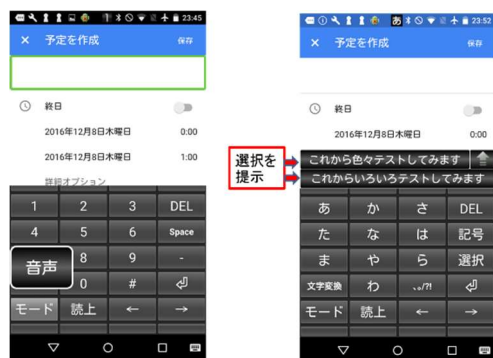 23:45
× 予定を作成 保存
終日
2016年12月8日木曜日 0:00
2016年12月8日木曜日 1:00
詳細オプション
1 2 3 DEL
4 5 6 Space
音声 8 9 -
0 #
モード 読上 ← →
選択を
提示
あ 23:52
× 予定を作成 保存
終日
2016年12月8日木曜日 0:00
これから色々テストしてみます
これからいろいろテストしてみます
あ か さ DEL
た な は 記号
ま や ら 選択
文字変換 わ 、。/?!
モード 読上 ← →